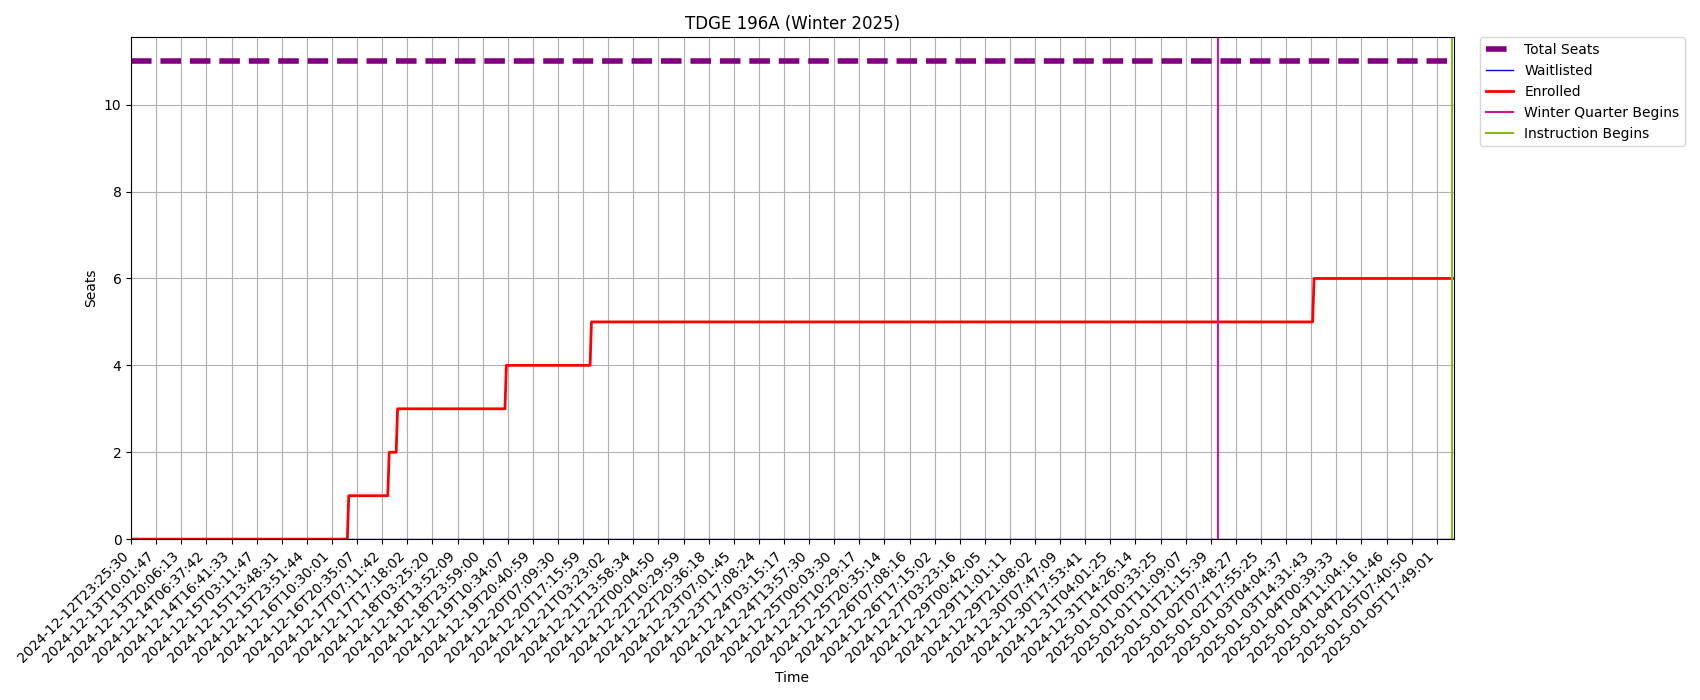 TDGE 196A (Winter 2025)
Total Seats
Waitlisted
Enrolled
Winter Quarter Begins
Instruction Begins
Seats
10
8
6
4
2
0
2024-12-12T23:25:30
2024-12-13T10:01:47
2024-12-13T20:06:13
2024-12-14T06:37:42
2024-12-14T16:41:33
2024-12-15T03:11:47
2024-12-15T13:48:31
2024-12-15T23:51:44
2024-12-16T10:30:01
2024-12-16T20:35:07
2024-12-17T07:11:42
2024-12-17T17:18:02
2024-12-18T03:25:20
2024-12-18T13:52:09
2024-12-18T23:59:00
2024-12-19T10:34:07
2024-12-19T20:40:59
2024-12-20T07:09:30
2024-12-20T17:15:59
2024-12-21T03:23:02
2024-12-21T13:58:34
2024-12-22T00:04:50
2024-12-22T10:29:59
2024-12-22T20:36:18
2024-12-23T07:01:45
2024-12-23T17:08:24
2024-12-24T03:15:17
2024-12-24T13:57:30
2024-12-25T00:03:30
2024-12-25T10:29:17
2024-12-25T20:35:14
2024-12-26T07:08:16
2024-12-26T17:15:02
2024-12-27T03:23:16
2024-12-29T00:42:05
2024-12-29T11:01:11
2024-12-29T21:08:02
2024-12-30T07:47:09
2024-12-30T17:53:41
2024-12-31T04:01:25
2024-12-31T14:26:14
2025-01-01T00:33:25
2025-01-01T11:09:07
2025-01-01T21:15:39
2025-01-02T07:48:27
2025-01-02T17:55:25
2025-01-03T04:04:37
2025-01-03T14:31:43
2025-01-04T00:39:33
2025-01-04T11:04:16
2025-01-04T21:11:46
2025-01-05T07:40:50
2025-01-05T17:49:01
Time